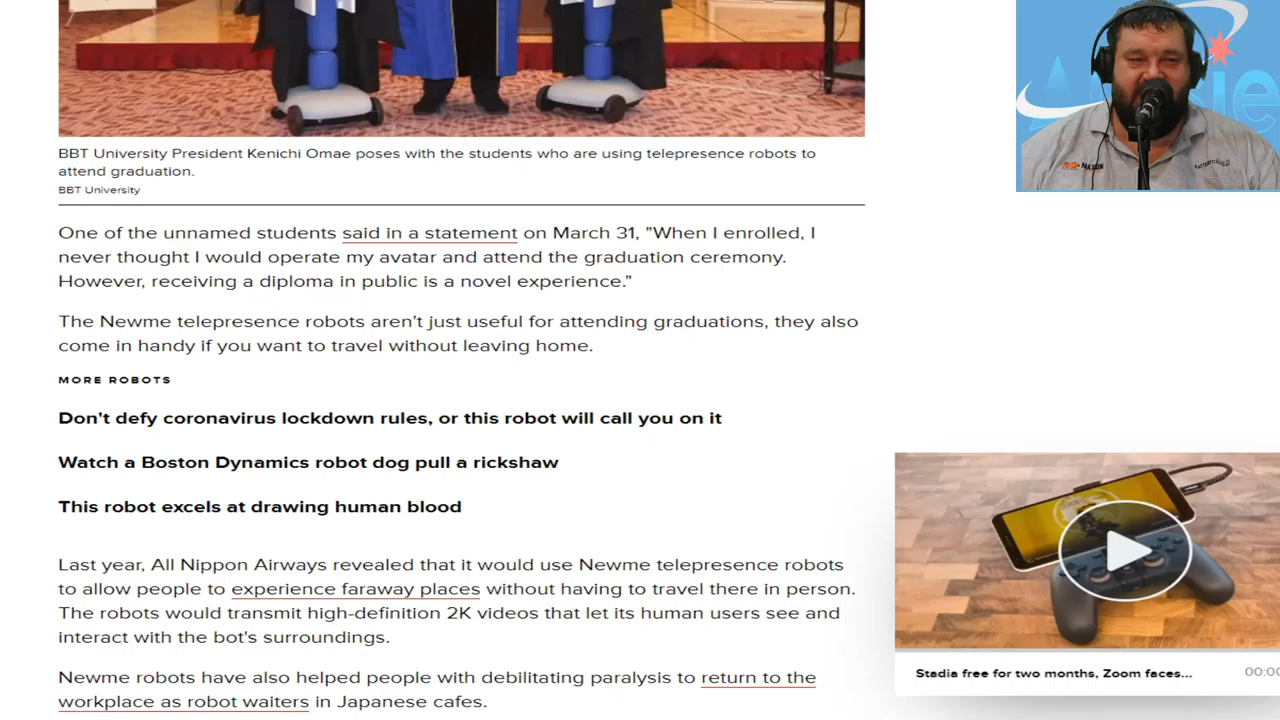 BBT University President Kenichi Omae poses with the students who are using telepresence robots to
attend graduation.
BBT University
One of the unnamed students said in a statement on March 31, "When I enrolled, I
never thought I would operate my avatar and attend the graduation ceremony.
However, receiving a diploma in public is a novel experience."
The Newme telepresence robots aren't just useful for attending graduations, they also
come in handy if you want to travel without leaving home.
MORE ROBOTS
Don't defy coronavirus lockdown rules, or this robot will call you on it
Watch a Boston Dynamics robot dog pull a rickshaw
This robot excels at drawing human blood
Last year, All Nippon Airways revealed that it would use Newme telepresence robots
to allow people to experience faraway places without having to travel there in person.
The robots would transmit high-definition 2K videos that let its human users see and
interact with the bot's surroundings.
Newme robots have also helped people with debilitating paralysis to return to the
workplace as robot waiters in Japanese cafes.
MAXON
Stadia free for two months, Zoom faces...
00:00